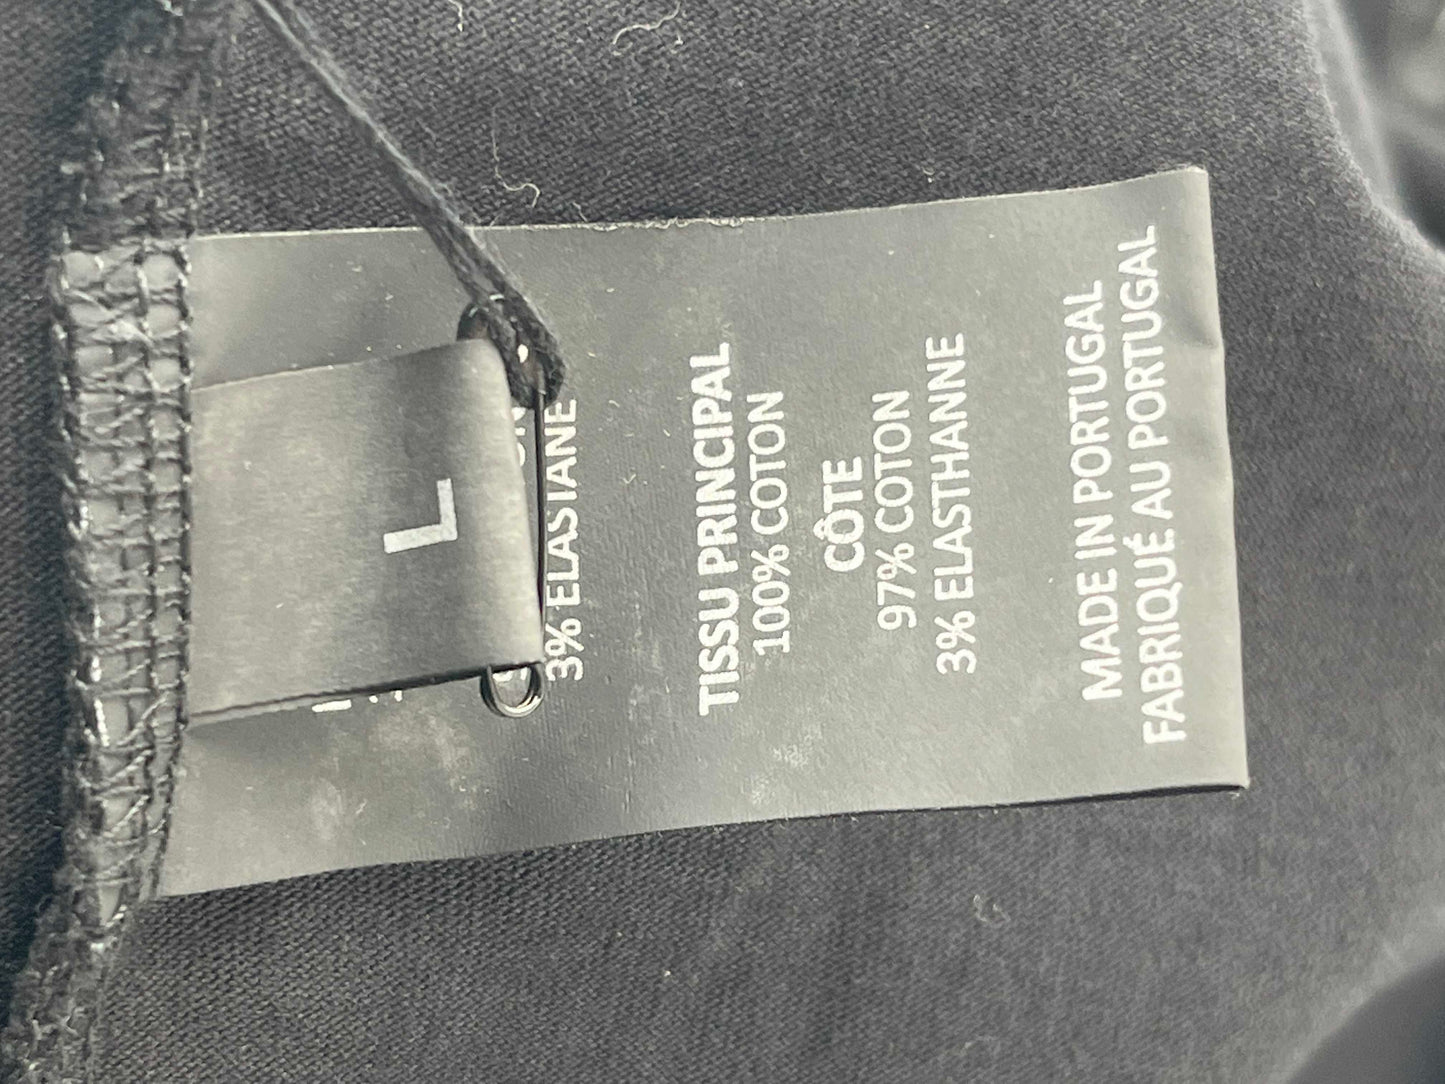 L
3% ELASTANE
TISSU PRINCIPAL
100% COTON
CÔTE
97% COTON
3% ELASTHANNE
MADE IN PORTUGAL
FABRIQUÉ AU PORTUGAL